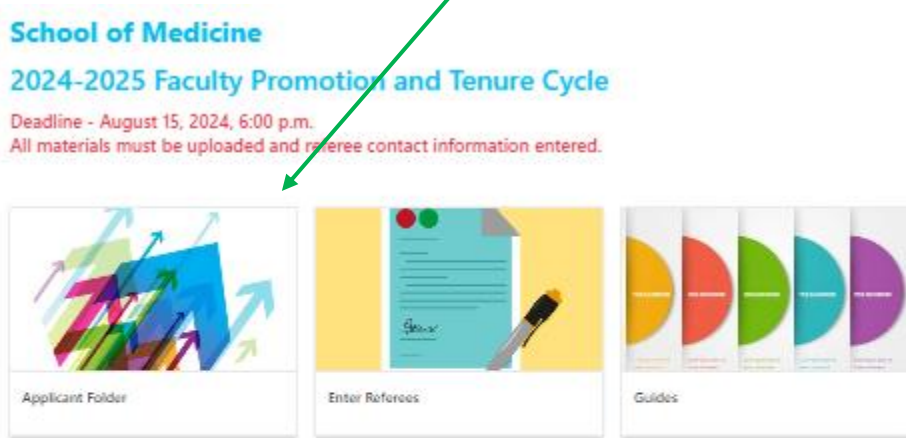 School of Medicine
2024-2025 Faculty Promotion and Tenure Cycle
Deadline - August 15, 2024, 6:00 p.m.
All materials must be uploaded and referee contact information entered.
Applicant Folder
Enter Referees
Guides